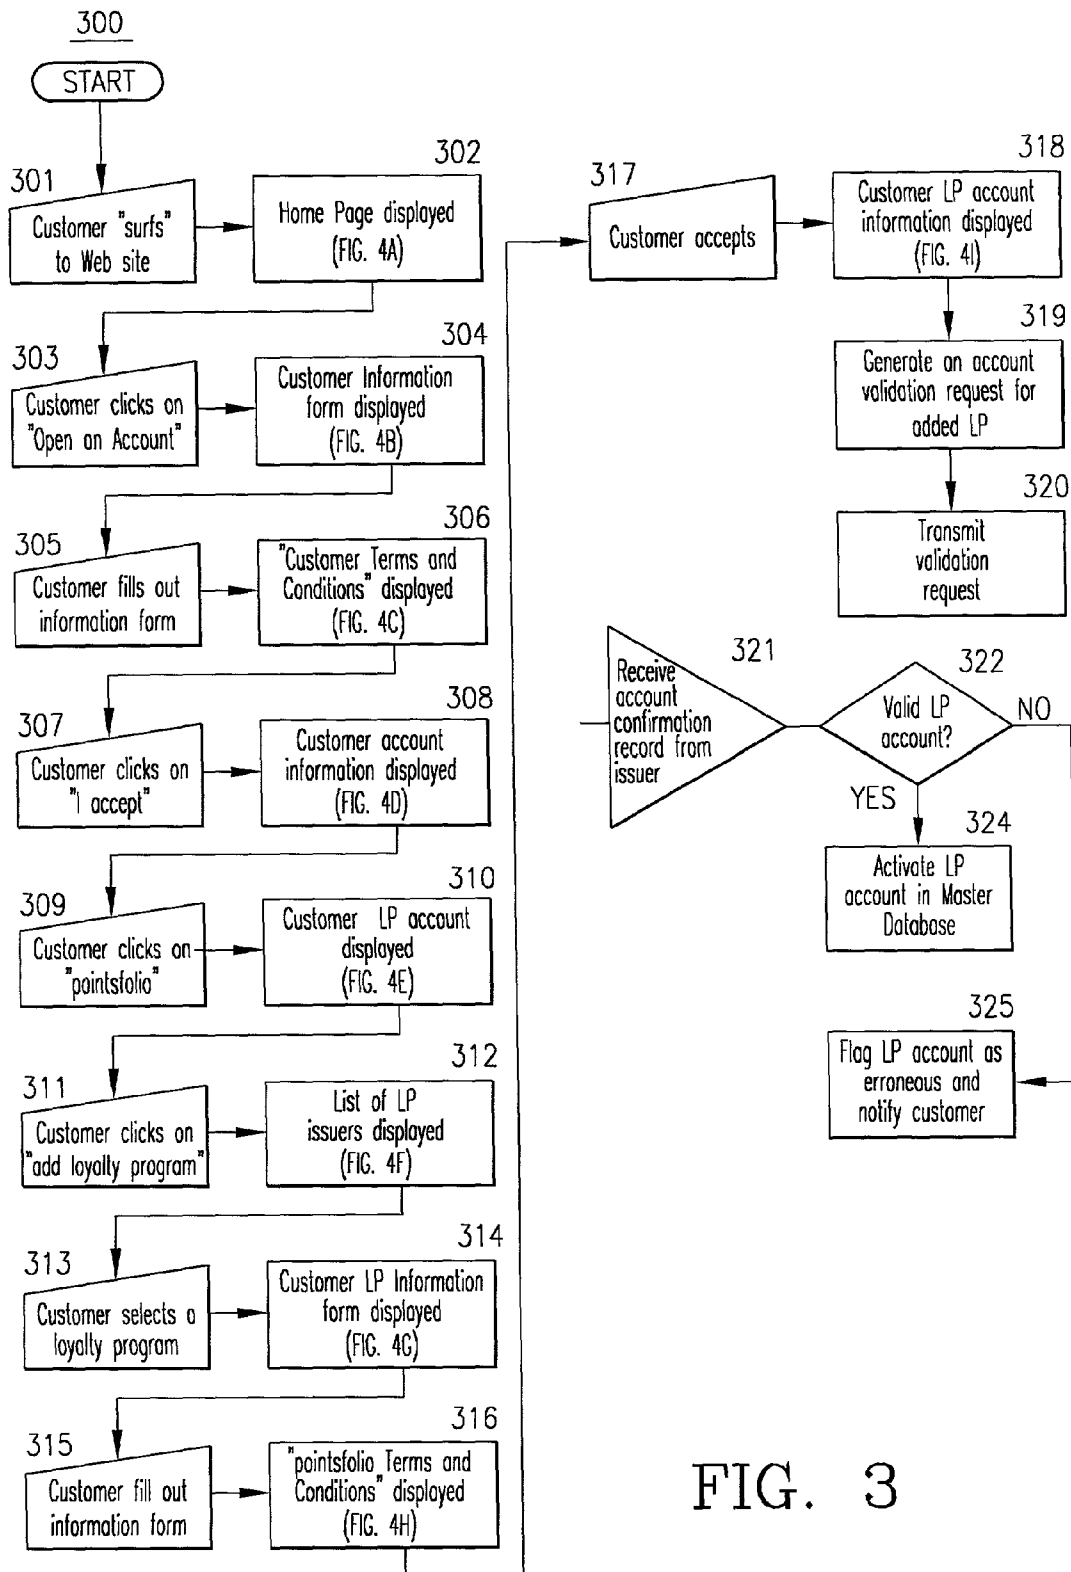 300
START
301
Customer "surfs"
to Web site
302
Home Page displayed
(FIG. 4A)
303
Customer clicks on
"Open an Account"
304
Customer Information
form displayed
(FIG. 4B)
305
Customer fills out
information form
306
"Customer Terms and
Conditions" displayed
(FIG. 4C)
307
Customer clicks on
"I accept"
308
Customer account
information displayed
(FIG. 4D)
309
Customer clicks on
"pointsfolio"
310
Customer LP account
displayed
(FIG. 4E)
311
Customer clicks on
"add loyalty program"
312
List of LP
issuers displayed
(FIG. 4F)
313
Customer selects a
loyalty program
314
Customer LP Information
form displayed
(FIG. 4G)
315
Customer fill out
information form
316
"pointsfolio Terms and
Conditions" displayed
(FIG. 4H)
317
Customer accepts
318
Customer LP account
information displayed
(FIG. 4I)
319
Generate an account
validation request for
added LP
320
Transmit
validation
request
321
Receive
account
confirmation
record from
issuer
322
Valid LP
account?
NO
YES
324
Activate LP
account in Master
Database
325
Flag LP account as
erroneous and
notify customer
FIG. 3